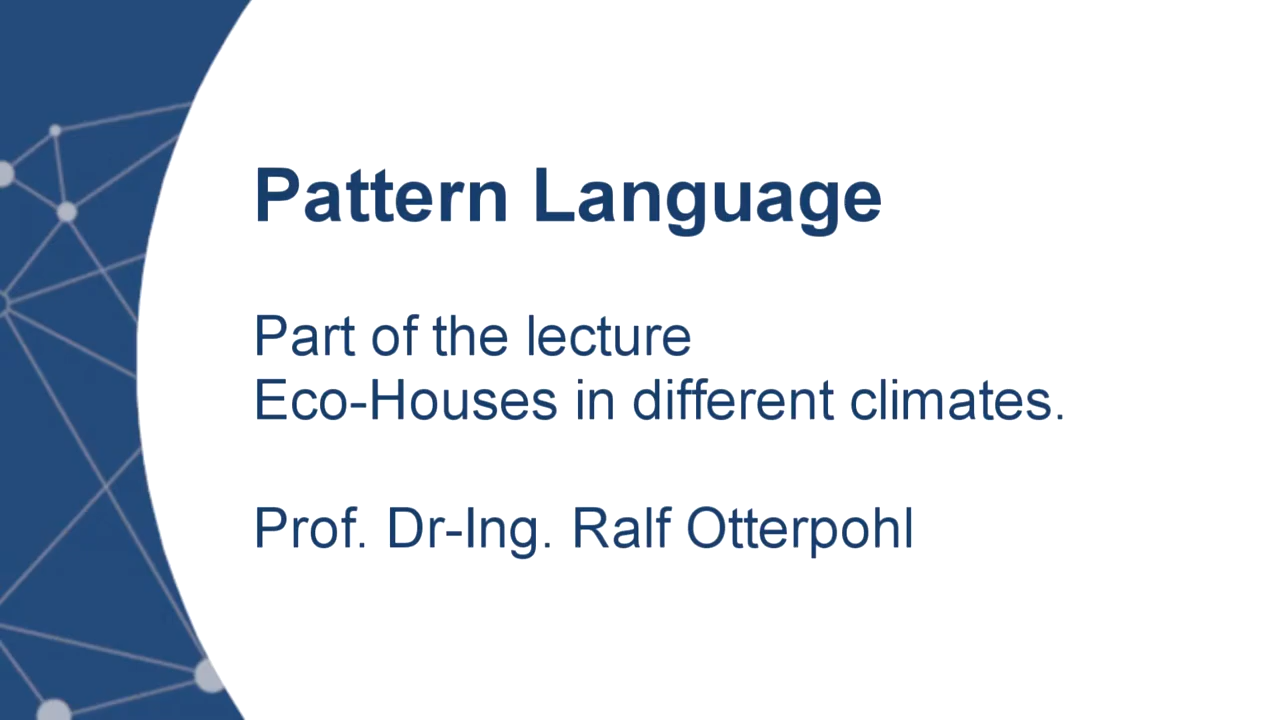 Pattern Language
Part of the lecture
Eco-Houses in different climates.
Prof. Dr-Ing. Ralf Otterpohl